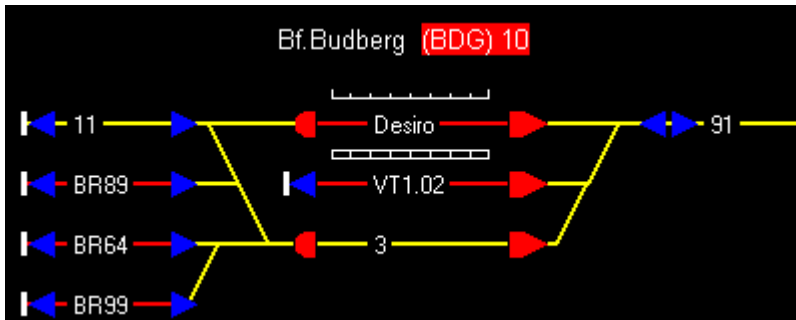 Bf.Budberg (BDG) 10
11 Desiro 91
BR89 VT1.02
BR64 3
BR99